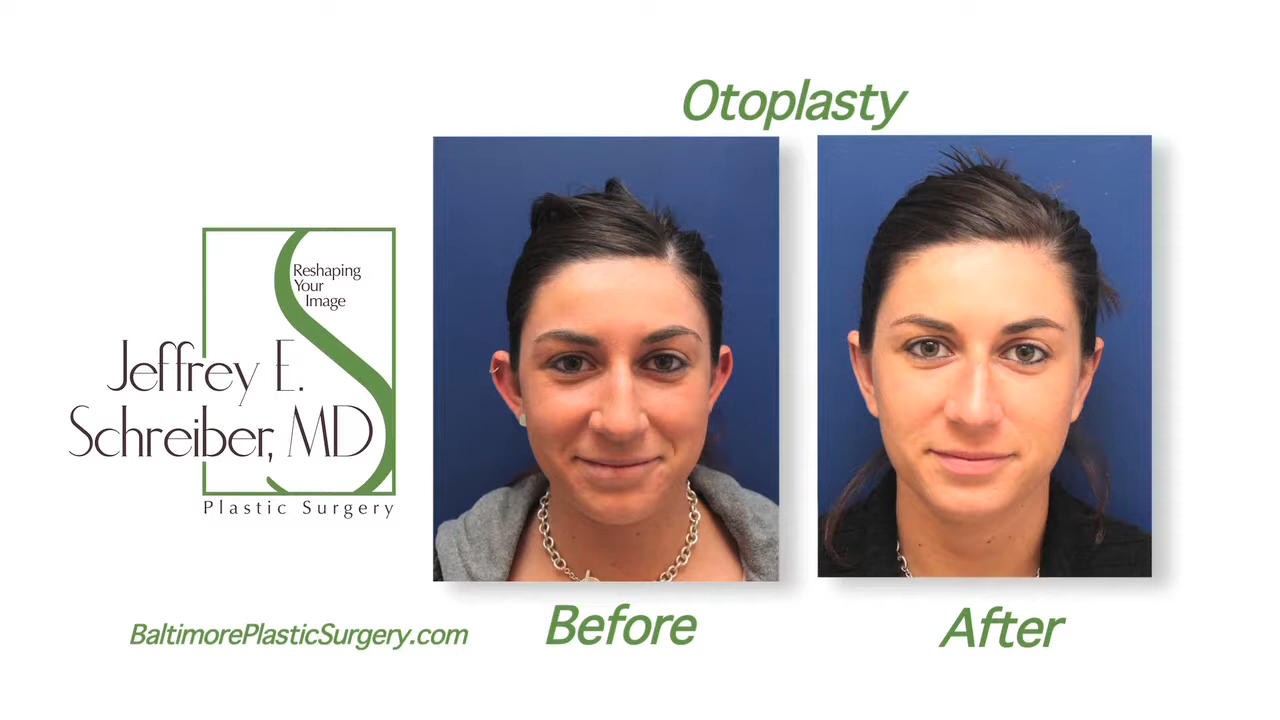 Otoplasty
Reshaping
Your
Image
Jeffrey E.
Schreiber, MD
Plastic Surgery
BaltimorePlasticSurgery.com
Before
After